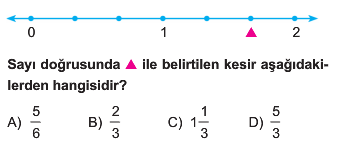 0 1 ▲ 2
Sayı doğrusunda ▲ ile belirtilen kesir aşağıdaki-
lerden hangisidir?
A) 5/6 B) 2/3 C) 1 1/3 D) 5/3